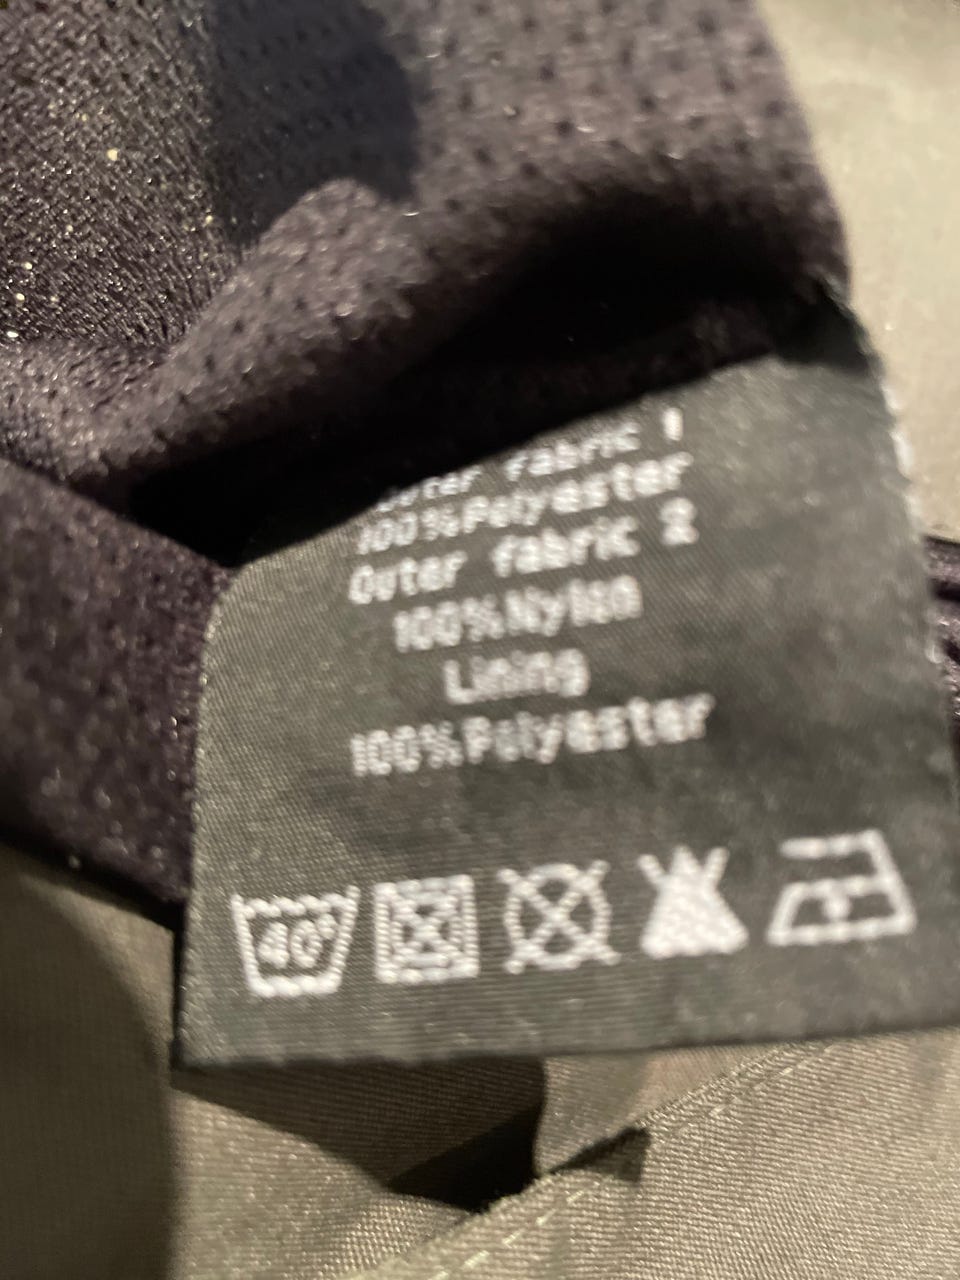 Outer fabric 1
100%Polyester
Outer fabric 2
100%Nylon
Lining
100%Polyester
40°